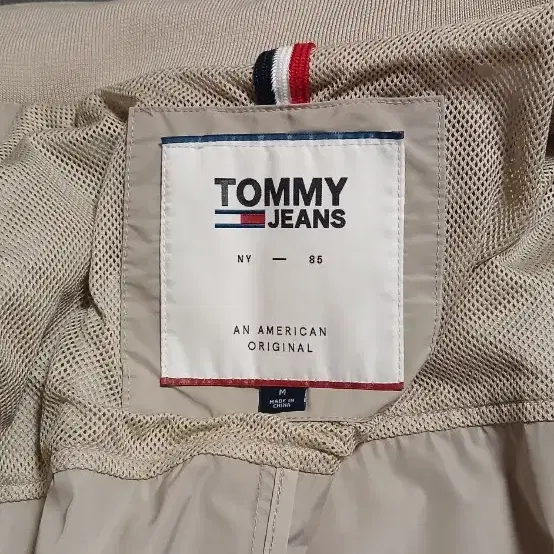 TOMMY
JEANS
NY — 85
AN AMERICAN
ORIGINAL
M
MADE IN
CHINA